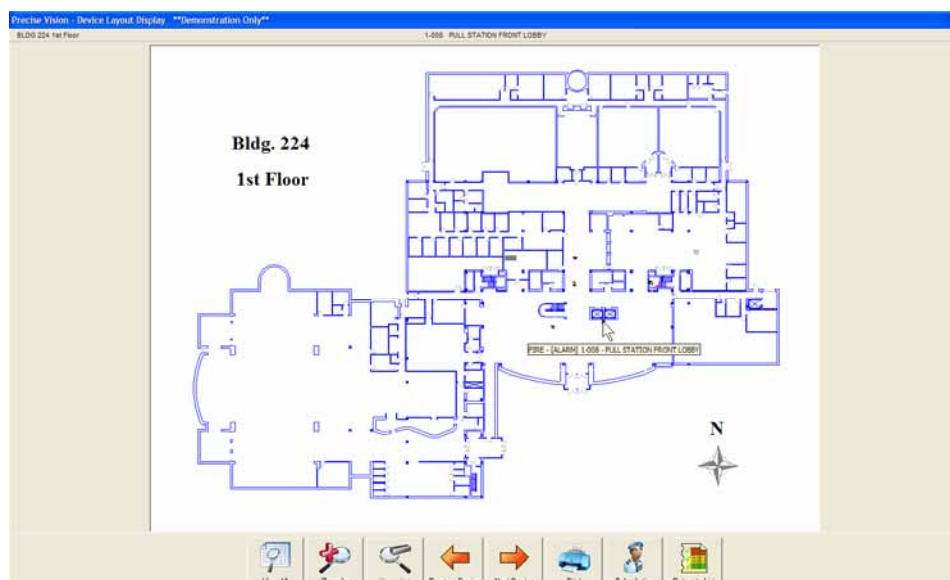 Precise Vision - Device Layout Display **Demonstration Only**
BLDG 224 1st Floor
1-008 PULL STATION FRONT LOBBY
Bldg. 224
1st Floor
FIRE - [ALARM] 1-008 - PULL STATION FRONT LOBBY
N